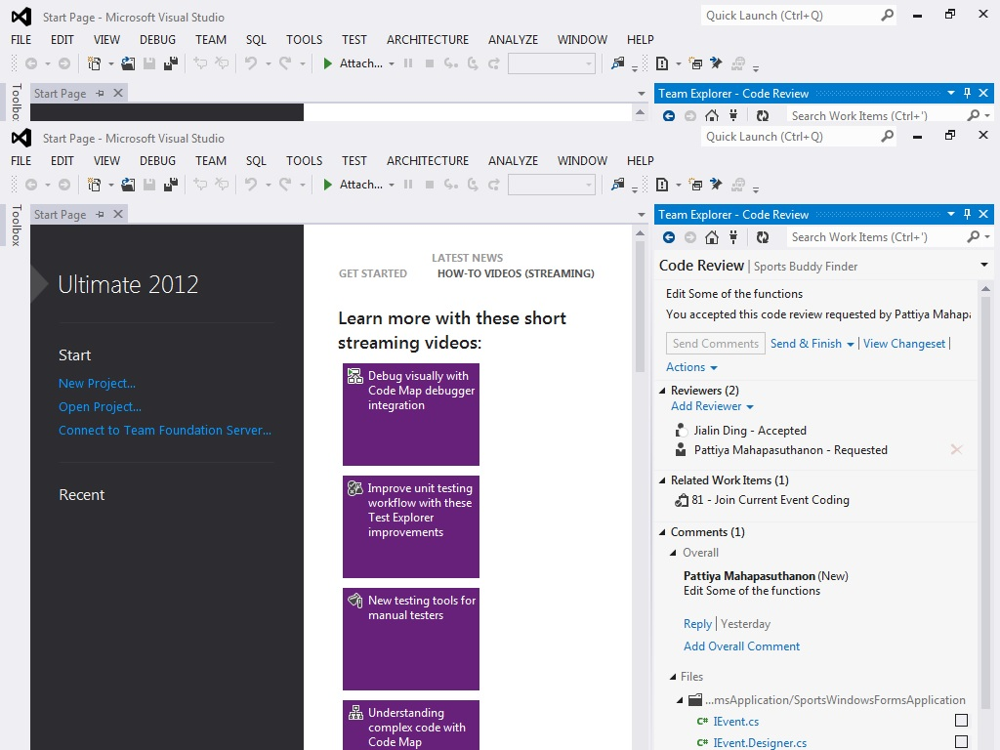 Start Page - Microsoft Visual Studio
Quick Launch (Ctrl+Q)
FILE EDIT VIEW DEBUG TEAM SQL TOOLS TEST ARCHITECTURE ANALYZE WINDOW HELP
Attach...
Start Page
Team Explorer - Code Review
Search Work Items (Ctrl+')
Start Page - Microsoft Visual Studio
Quick Launch (Ctrl+Q)
FILE EDIT VIEW DEBUG TEAM SQL TOOLS TEST ARCHITECTURE ANALYZE WINDOW HELP
Attach...
Toolbox
Start Page
Ultimate 2012
Start
New Project...
Open Project...
Connect to Team Foundation Server...
Recent
LATEST NEWS
GET STARTED HOW-TO VIDEOS (STREAMING)
Learn more with these short
streaming videos:
Debug visually with
Code Map debugger
integration
Improve unit testing
workflow with these
Test Explorer
improvements
New testing tools for
manual testers
Understanding
complex code with
Code Map
Team Explorer - Code Review
Search Work Items (Ctrl+')
Code Review | Sports Buddy Finder
Edit Some of the functions
You accepted this code review requested by Pattiya Mahapa
Send Comments Send & Finish | View Changeset |
Actions
Reviewers (2)
Add Reviewer
Jialin Ding - Accepted
Pattiya Mahapasuthanon - Requested
Related Work Items (1)
81 - Join Current Event Coding
Comments (1)
Overall
Pattiya Mahapasuthanon (New)
Edit Some of the functions
Reply | Yesterday
Add Overall Comment
Files
...msApplication/SportsWindowsFormsApplication
C# IEvent.cs
C# IEvent.Designer.cs